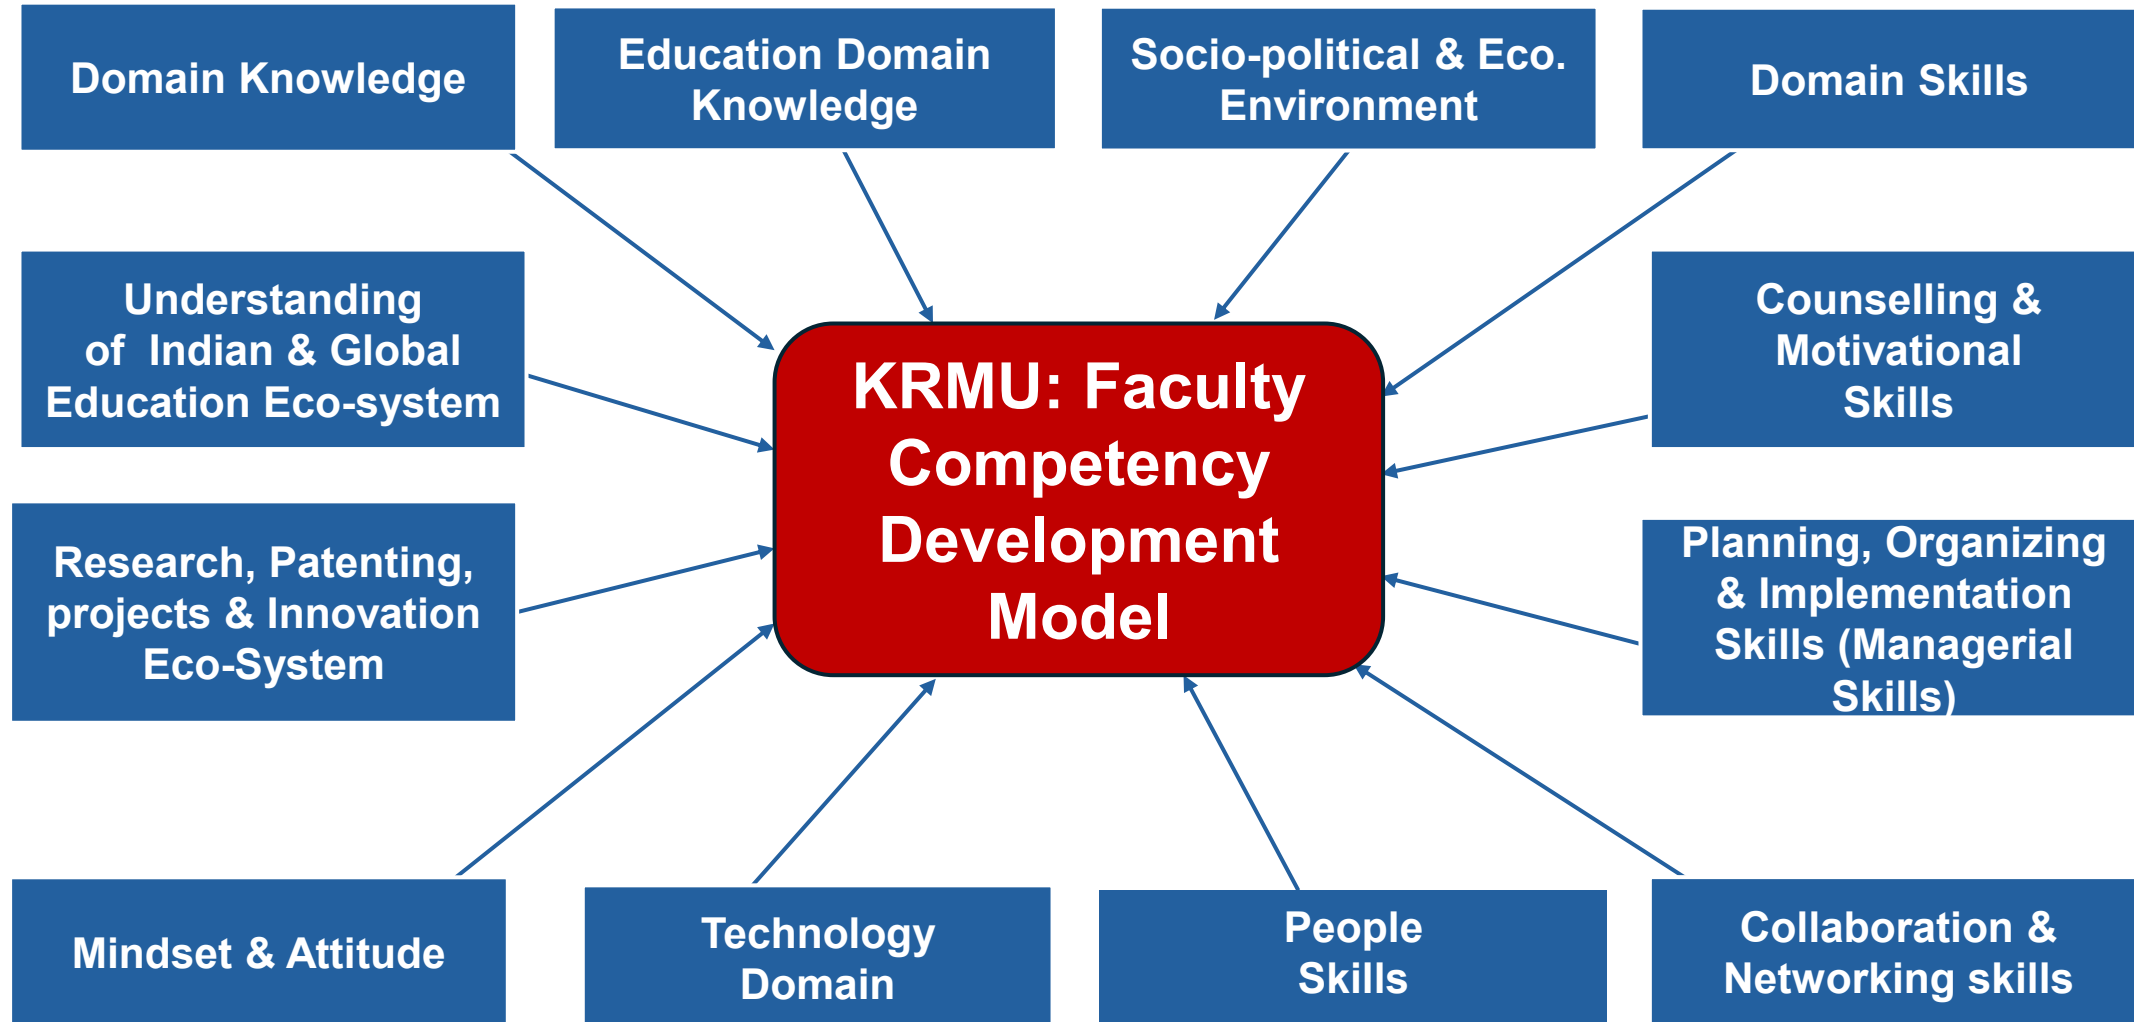 Domain Knowledge
Education Domain
Knowledge
Socio-political & Eco.
Environment
Domain Skills
Understanding
of  Indian & Global
Education Eco-system
Counselling &
Motivational
Skills
KRMU: Faculty
Competency
Development
Model
Research, Patenting,
projects & Innovation
Eco-System
Planning, Organizing
& Implementation
Skills (Managerial
Skills)
Mindset & Attitude
Technology
Domain
People
Skills
Collaboration &
Networking skills